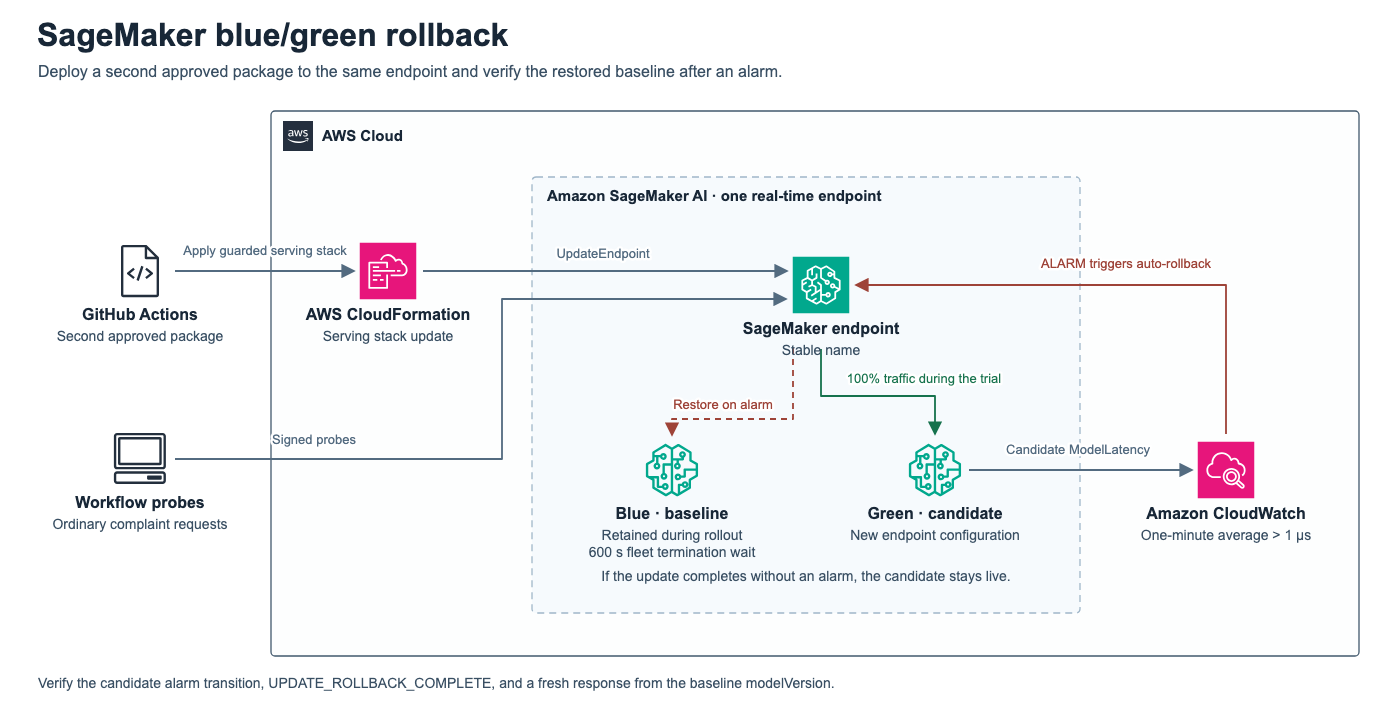 SageMaker blue/green rollback
Deploy a second approved package to the same endpoint and verify the restored baseline after an alarm.
aws
AWS Cloud
Amazon SageMaker AI · one real-time endpoint
Apply guarded serving stack
UpdateEndpoint
ALARM triggers auto-rollback
GitHub Actions
Second approved package
AWS CloudFormation
Serving stack update
SageMaker endpoint
Stable name
100% traffic during the trial
Restore on alarm
Signed probes
Candidate ModelLatency
Workflow probes
Ordinary complaint requests
Blue · baseline
Retained during rollout
600 s fleet termination wait
Green · candidate
New endpoint configuration
Amazon CloudWatch
One-minute average > 1 µs
If the update completes without an alarm, the candidate stays live.
Verify the candidate alarm transition, UPDATE_ROLLBACK_COMPLETE, and a fresh response from the baseline modelVersion.